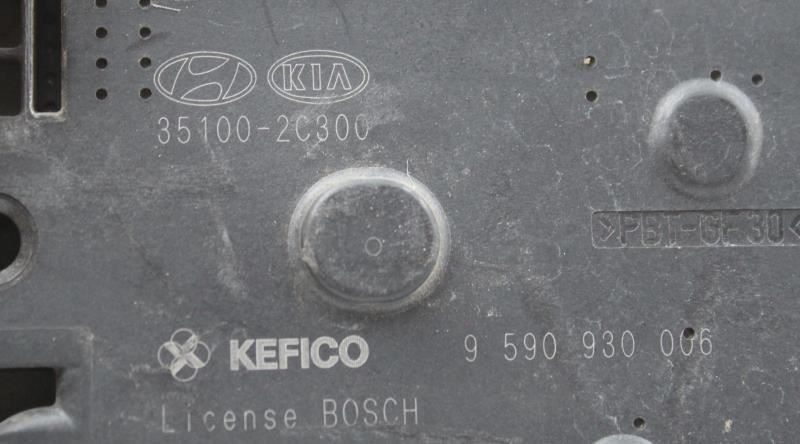 KIA
35100-2C300
>PBT-GF30<
KEFICO 9 590 930 006
License BOSCH